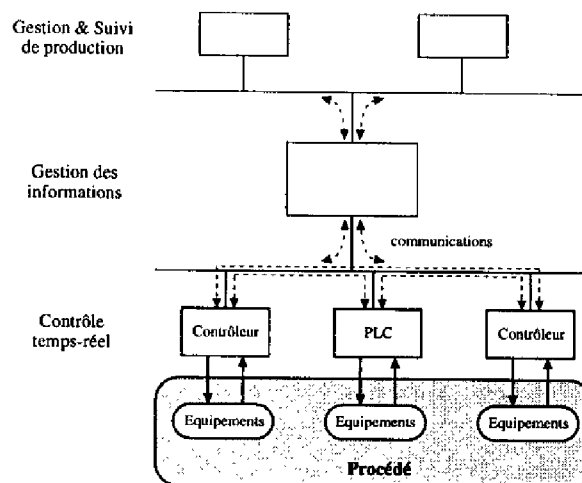 Gestion & Suivi
de production
Gestion des
informations
communications
Contrôle
temps-réel
Contrôleur
PLC
Contrôleur
Equipements
Equipements
Equipements
Procédé